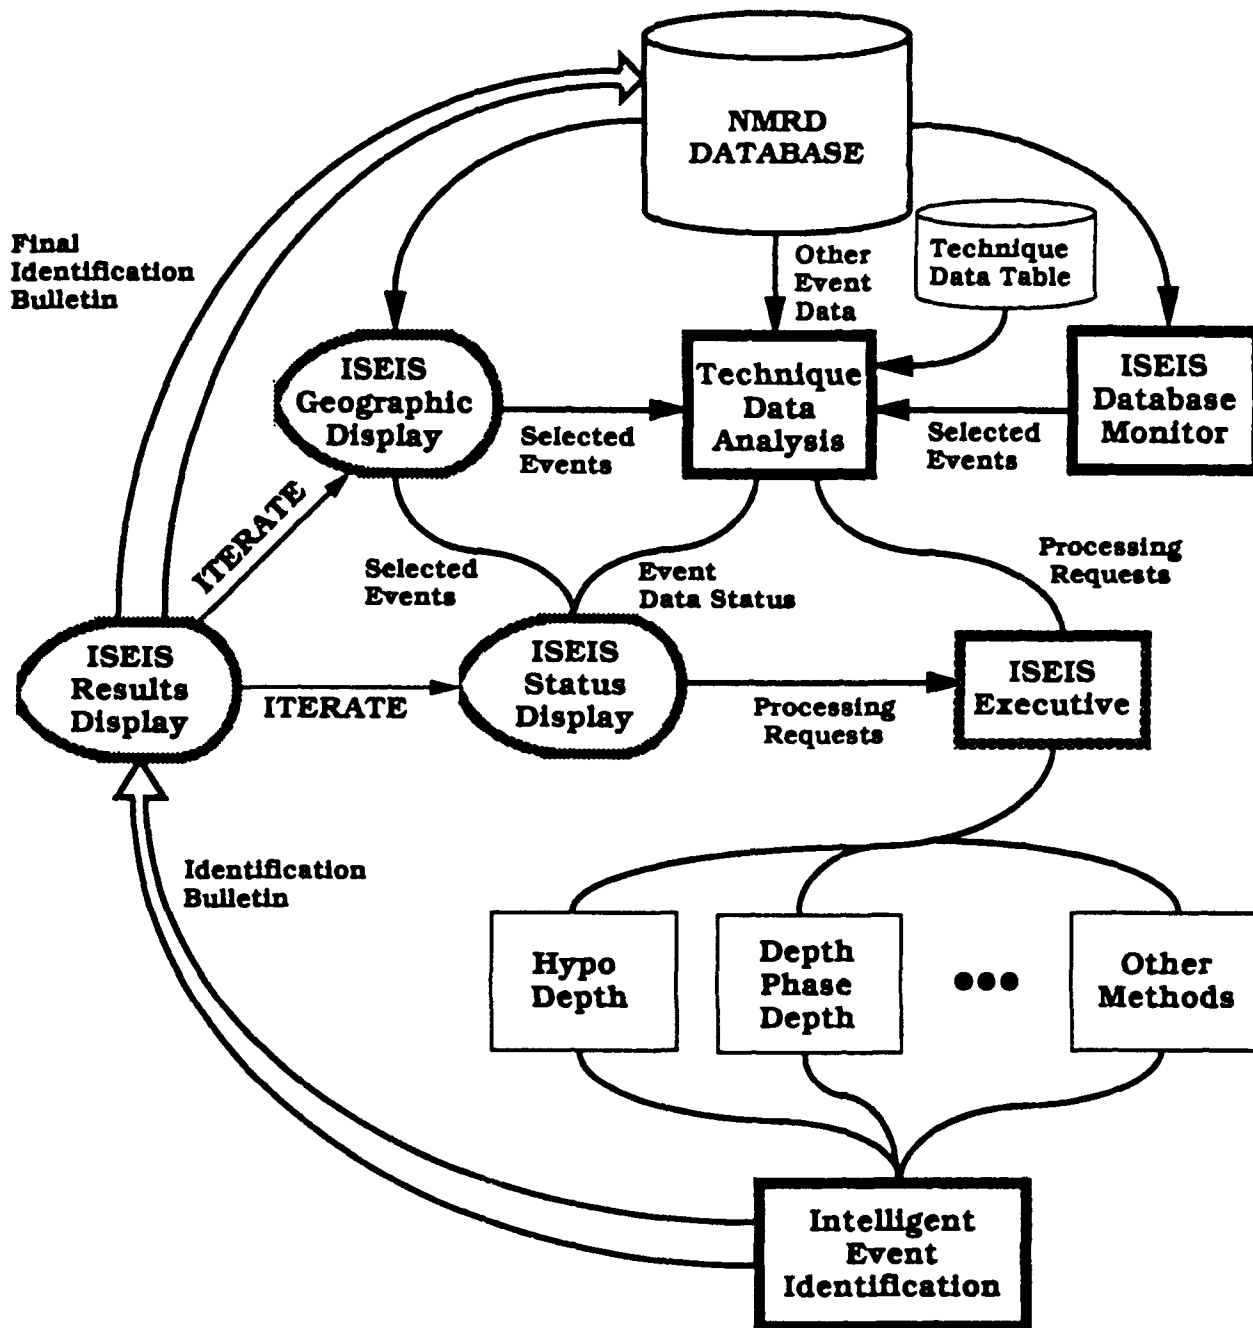 NMRD
DATABASE
Final
Identification
Bulletin
Other
Event
Data
Technique
Data Table
ISEIS
Geographic
Display
Technique
Data
Analysis
ISEIS
Database
Monitor
Selected
Events
Selected
Events
ITERATE
Selected
Events
Event
Data Status
Processing
Requests
ISEIS
Results
Display
ITERATE
ISEIS
Status
Display
Processing
Requests
ISEIS
Executive
Identification
Bulletin
Hypo
Depth
Depth
Phase
Depth
●●●
Other
Methods
Intelligent
Event
Identification